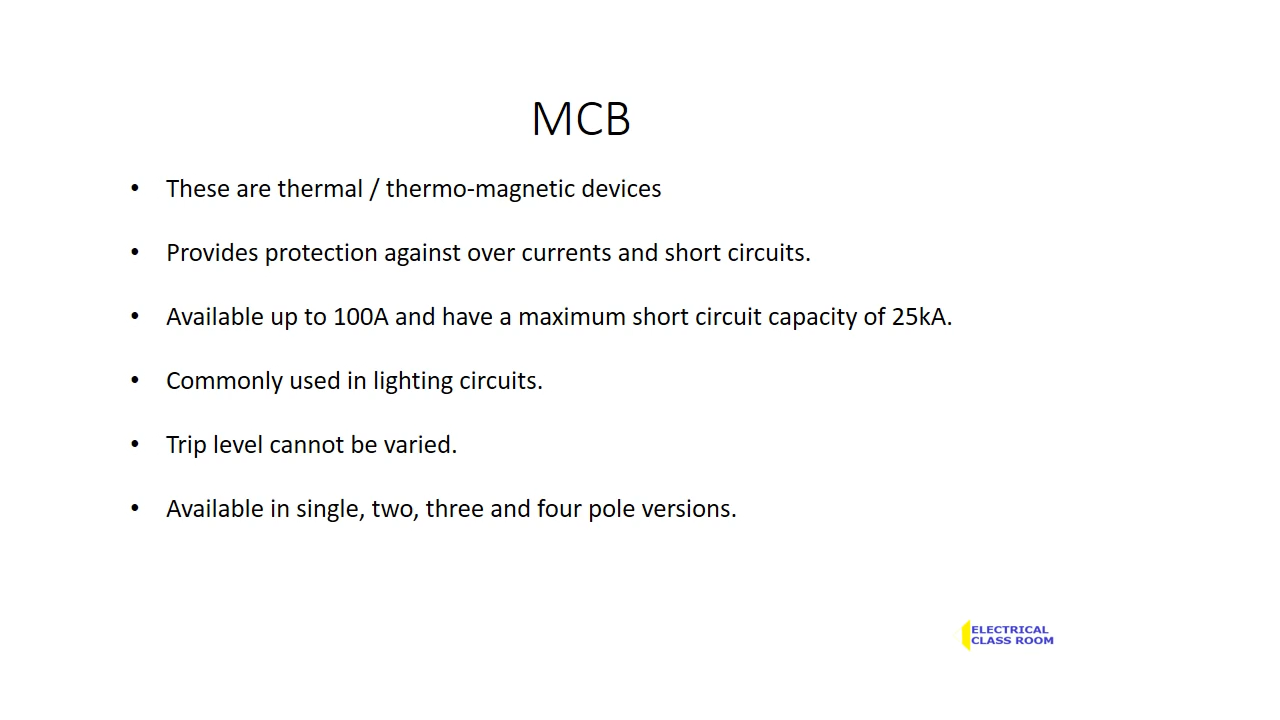 MCB
• These are thermal / thermo-magnetic devices
• Provides protection against over currents and short circuits.
• Available up to 100A and have a maximum short circuit capacity of 25kA.
• Commonly used in lighting circuits.
• Trip level cannot be varied.
• Available in single, two, three and four pole versions.
ELECTRICAL
CLASS ROOM